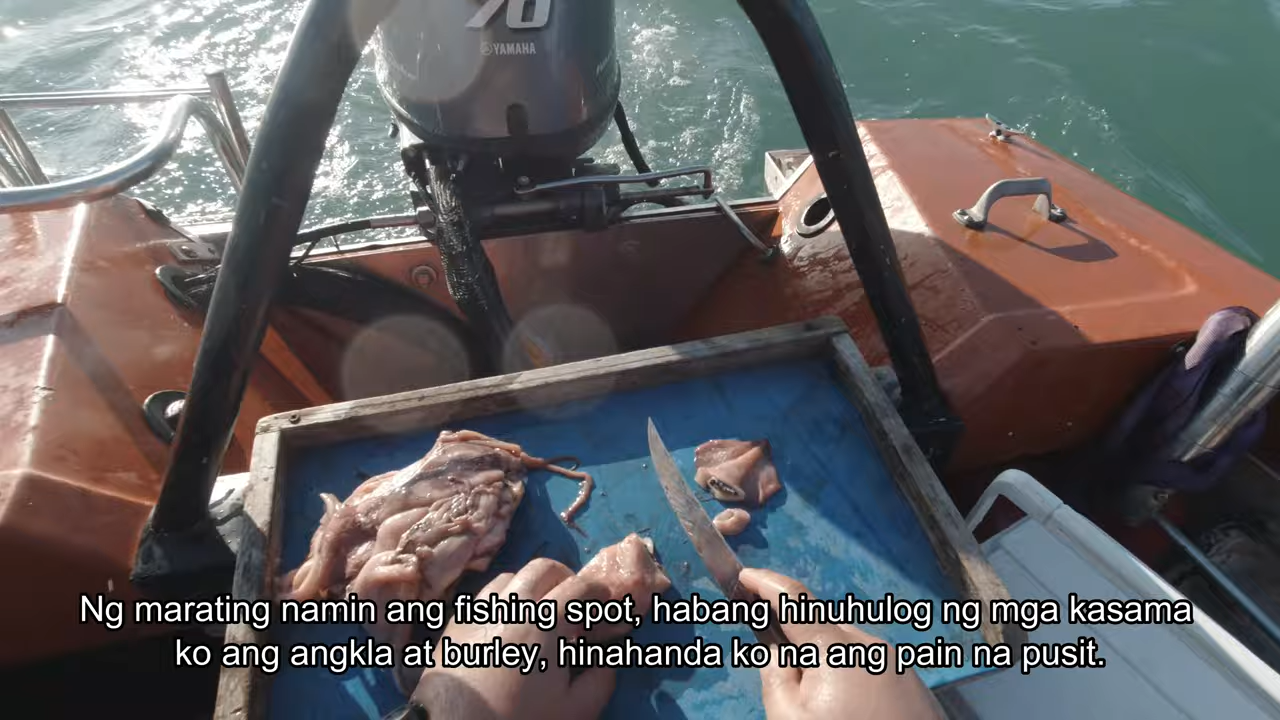 70
YAMAHA
Ng marating namin ang fishing spot, habang hinuhulog ng mga kasama
ko ang angkla at burley, hinahanda ko na ang pain na pusit.